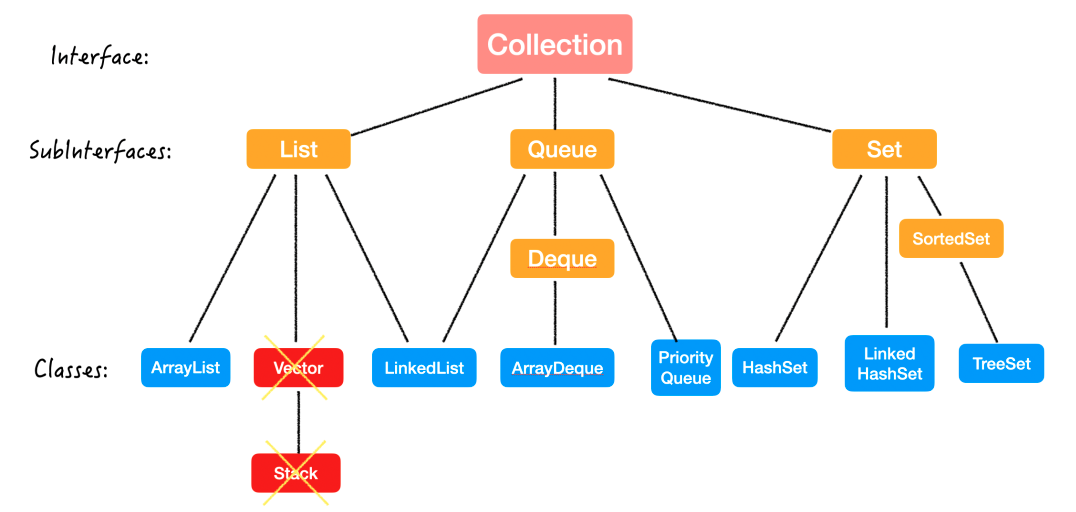 Interface:
Collection
SubInterfaces:
List
Queue
Set
SortedSet
Deque
Classes:
ArrayList
Vector
LinkedList
ArrayDeque
Priority
Queue
HashSet
Linked
HashSet
TreeSet
Stack